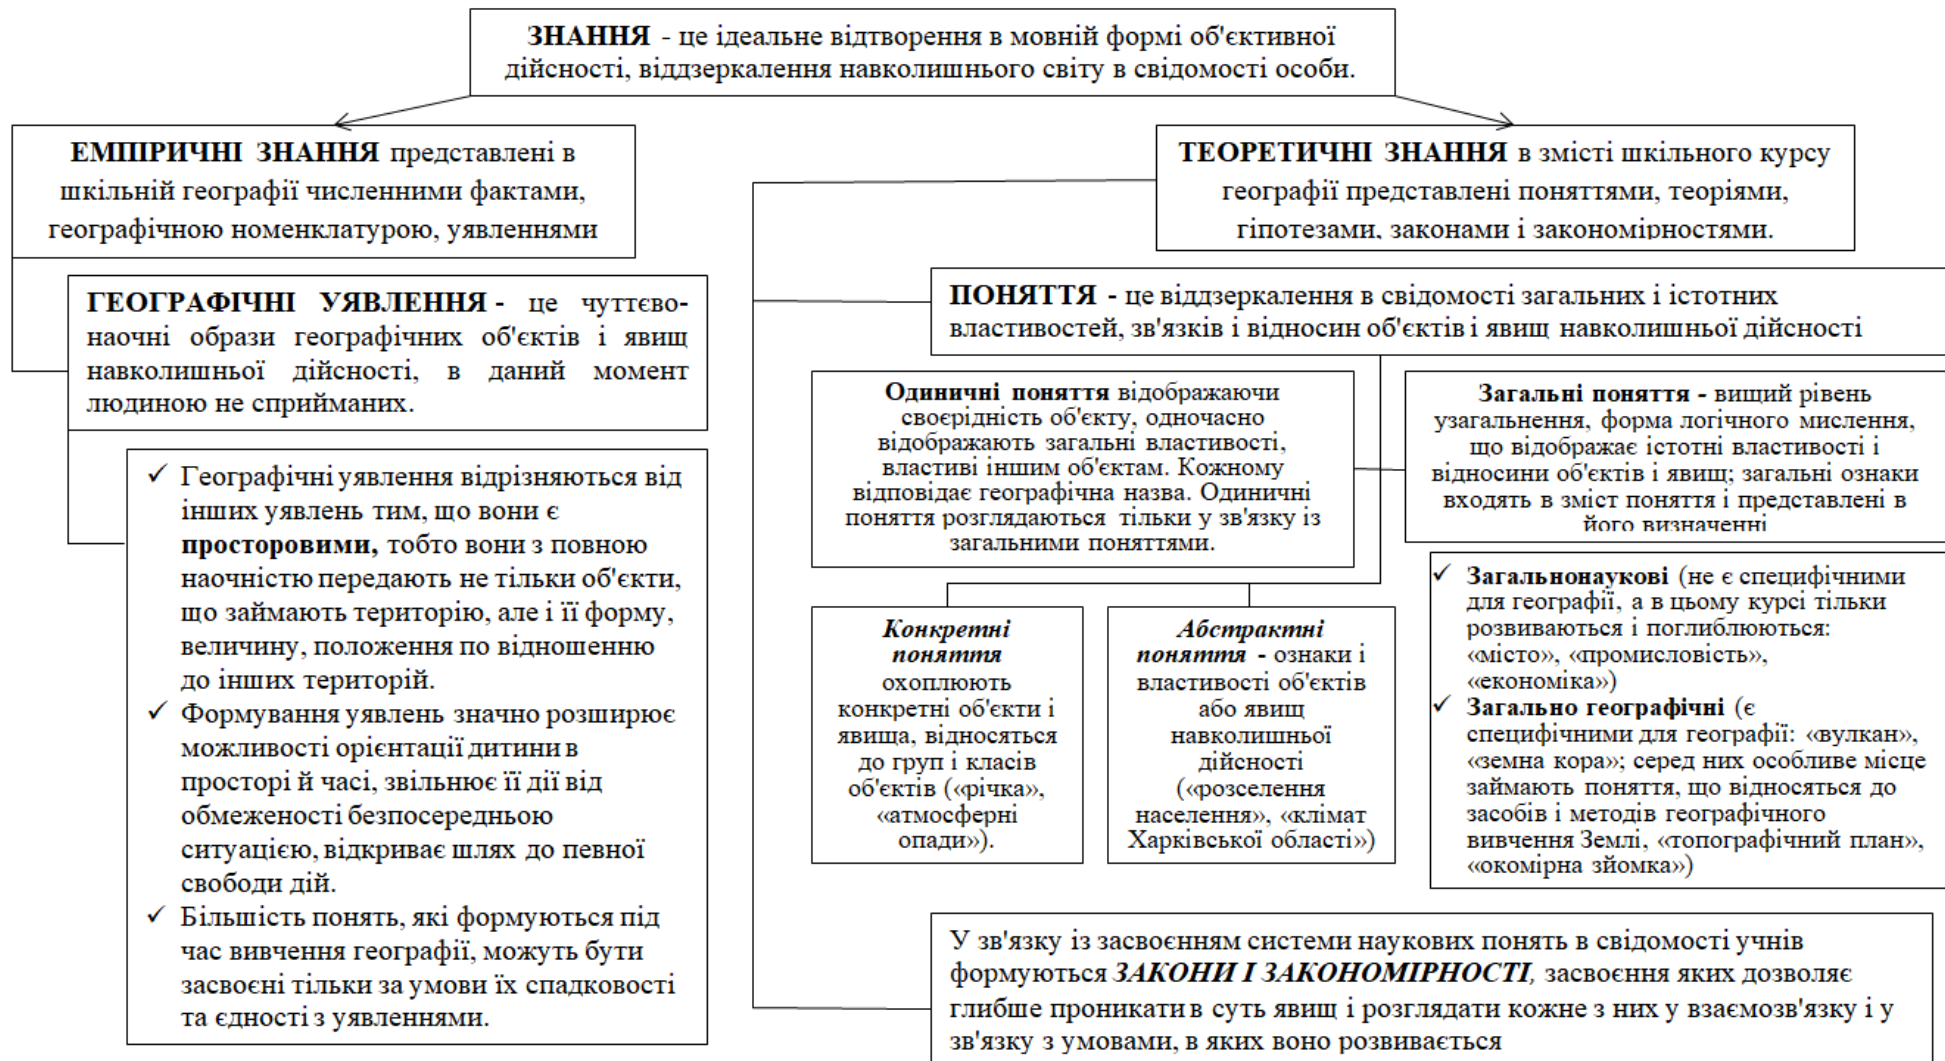 ЗНАННЯ - це ідеальне відтворення в мовній формі об'єктивної
дійсності, віддзеркалення навколишнього світу в свідомості особи.
ЕМПІРИЧНІ ЗНАННЯ представлені в
шкільній географії численними фактами,
географічною номенклатурою, уявленнями
ГЕОГРАФІЧНІ УЯВЛЕННЯ - це чуттєво-
наочні образи географічних об'єктів і явищ
навколишньої дійсності, в даний момент
людиною не сприйманих.
✓ Географічні уявлення відрізняються від
інших уявлень тим, що вони є
просторовими, тобто вони з повною
наочністю передають не тільки об'єкти,
що займають територію, але і її форму,
величину, положення по відношенню
до інших територій.
✓ Формування уявлень значно розширює
можливості орієнтації дитини в
просторі й часі, звільнює її дії від
обмеженості безпосередньою
ситуацією, відкриває шлях до певної
свободи дій.
✓ Більшість понять, які формуються під
час вивчення географії, можуть бути
засвоєні тільки за умови їх спадковості
та єдності з уявленнями.
ТЕОРЕТИЧНІ ЗНАННЯ в змісті шкільного курсу
географії представлені поняттями, теоріями,
гіпотезами, законами і закономірностями.
ПОНЯТТЯ - це віддзеркалення в свідомості загальних і істотних
властивостей, зв'язків і відносин об'єктів і явищ навколишньої дійсності
Одиничні поняття відображаючи
своєрідність об'єкту, одночасно
відображають загальні властивості,
властиві іншим об'єктам. Кожному
відповідає географічна назва. Одиничні
поняття розглядаються тільки у зв'язку із
загальними поняттями.
Загальні поняття - вищий рівень
узагальнення, форма логічного мислення,
що відображає істотні властивості і
відносини об'єктів і явищ; загальні ознаки
входять в зміст поняття і представлені в
його визначенні
Конкретні
поняття
охоплюють
конкретні об'єкти і
явища, відносяться
до груп і класів
об'єктів («річка»,
«атмосферні
опади»).
Абстрактні
поняття - ознаки і
властивості об'єктів
або явищ
навколишньої
дійсності
(«розселення
населення», «клімат
Харківської області»)
✓ Загальнонаукові (не є специфічними
для географії, а в цьому курсі тільки
розвиваються і поглиблюються:
«місто», «промисловість»,
«економіка»)
✓ Загально географічні (є
специфічними для географії: «вулкан»,
«земна кора»; серед них особливе місце
займають поняття, що відносяться до
засобів і методів географічного
вивчення Землі, «топографічний план»,
«окомірна зйомка»)
У зв'язку із засвоєнням системи наукових понять в свідомості учнів
формуються ЗАКОНИ І ЗАКОНОМІРНОСТІ, засвоєння яких дозволяє
глибше проникати в суть явищ і розглядати кожне з них у взаємозв'язку і у
зв'язку з умовами, в яких воно розвивається